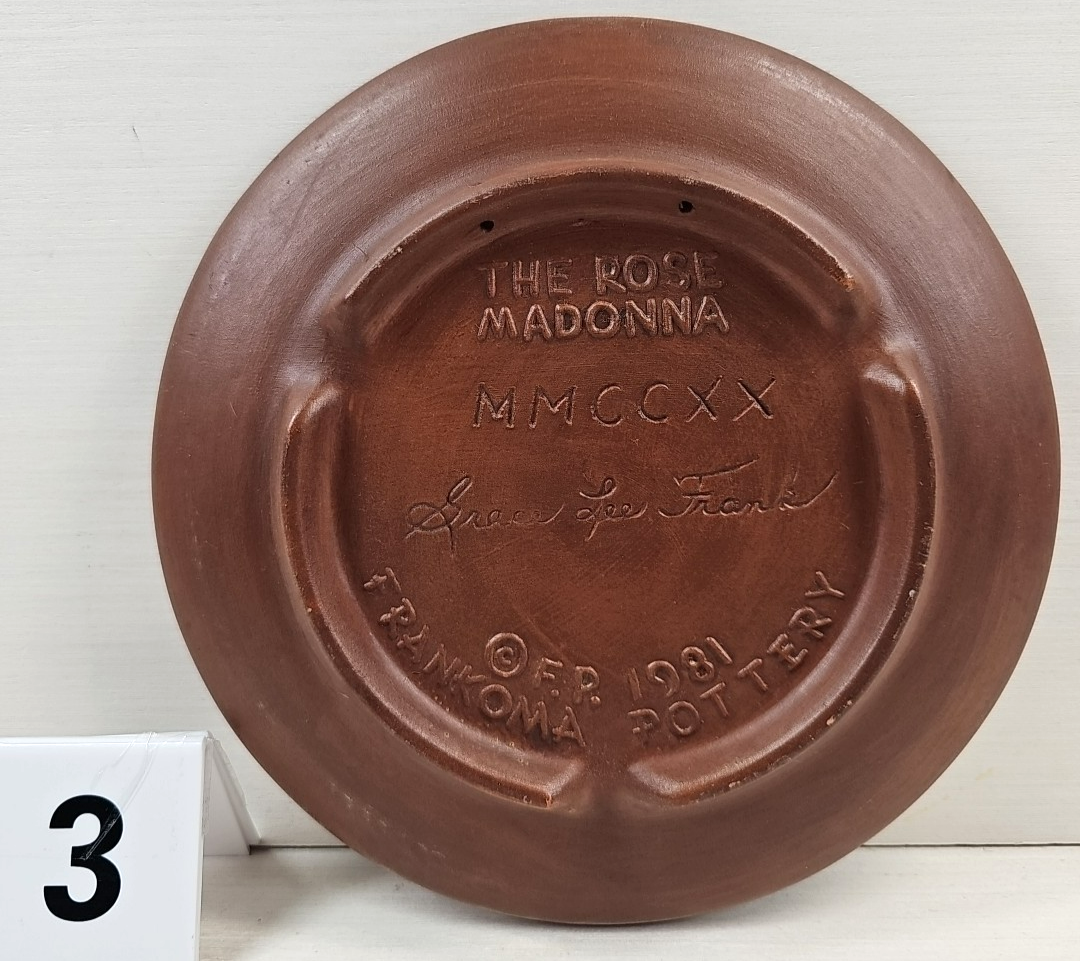 THE ROSE
MADONNA
MMCCXX
Grace Lee Frank
© F.P. 1981
FRANKOMA POTTERY
3